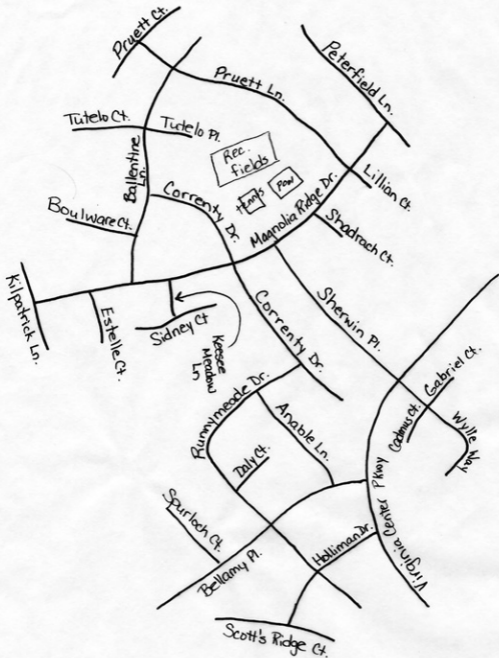 Pruett Ct.
Peterfield Ln.
Pruett Ln.
Tutelo Ct.
Tutelo Pl.
Rec.
fields
Ballentine
Ln.
Correnty
Dr.
Tennis
Pool
Lillian Ct.
Magnolia Ridge Dr.
Shadrach Ct.
Boulware Ct.
Kilpatrick Ln.
Estelle Ct.
Sidney Ct
Keesee
Meadow
Ln
Correnty Dr.
Sherwin Pl.
Gabriel Ct.
Cadmus Ct.
Wylie Way
Runnymeade Dr.
Anable Ln.
Daly Ct
Virginia Center Pkwy
Spurloch Ct.
Bellamy Pl.
Holliman Dr.
Scott's Ridge Ct.